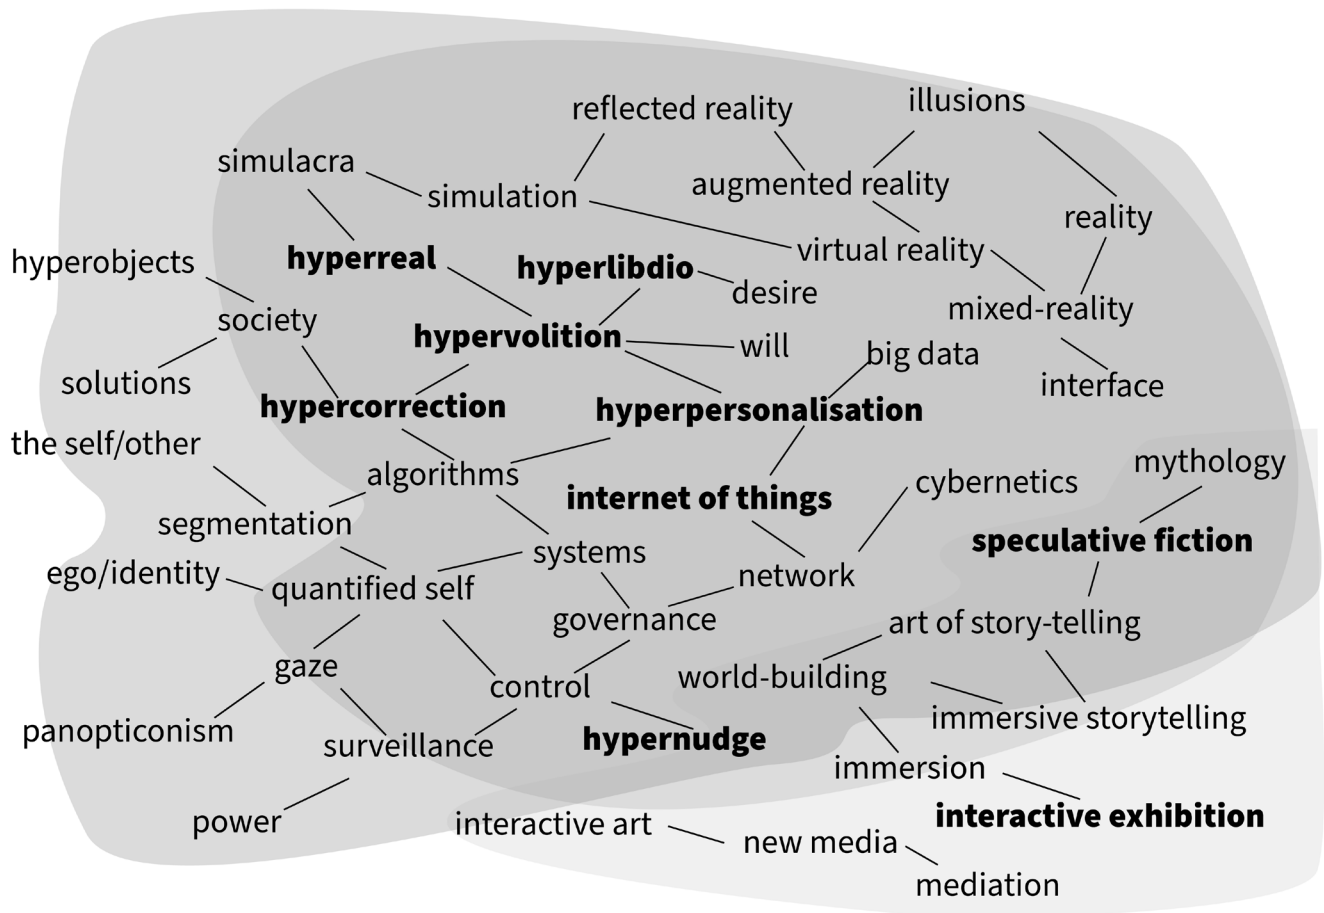 illusions
reflected reality
simulacra
augmented reality
simulation
reality
virtual reality
hyperreal
hyperobjects
hyperlibdio
desire
mixed-reality
society
hypervolition
will
big data
solutions
interface
hypercorrection
hyperpersonalisation
the self/other
mythology
algorithms
cybernetics
internet of things
segmentation
speculative fiction
systems
ego/identity
network
quantified self
governance
art of story-telling
gaze
world-building
control
immersive storytelling
panopticonism
hypernudge
surveillance
immersion
interactive exhibition
power
interactive art
new media
mediation